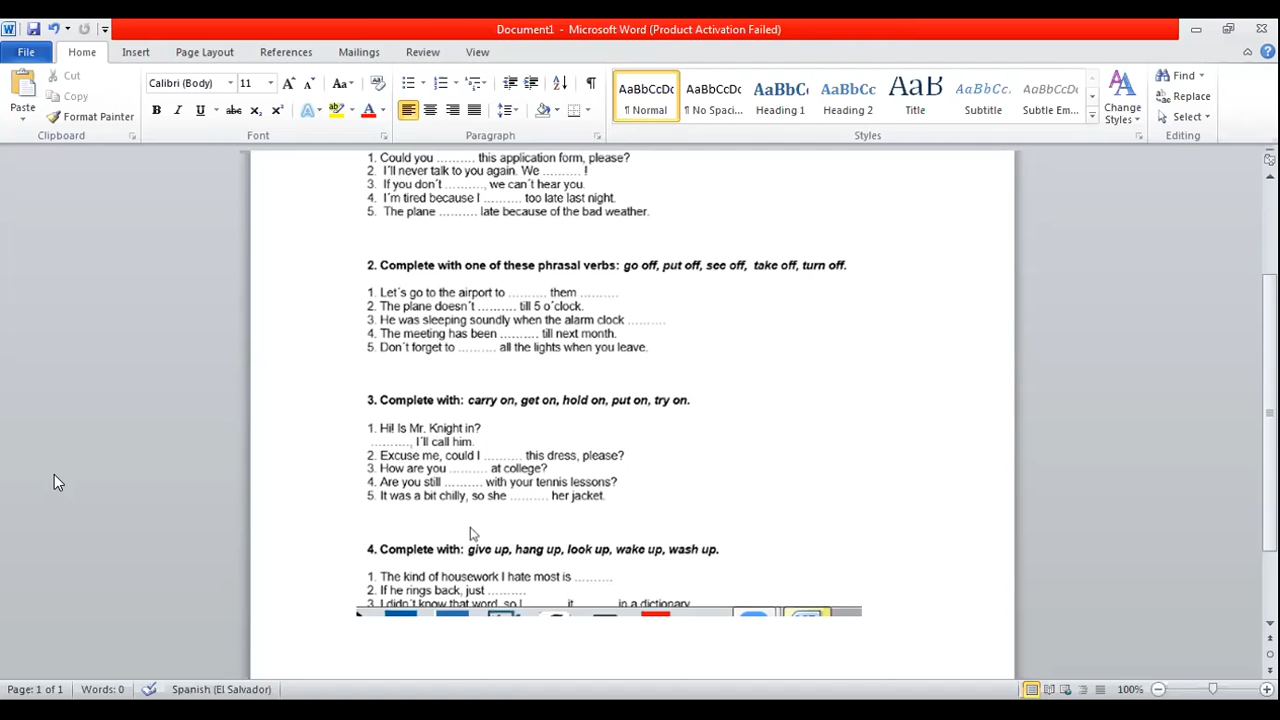 Document1 - Microsoft Word (Product Activation Failed)
File Home Insert Page Layout References Mailings Review View
Cut
Copy
Format Painter
Paste
Clipboard
Calibri (Body) 11
Font
Paragraph
AaBbCcDc AaBbCcDc AaBbC AaBbCc AaB AaBbCc. AaBbCcDc
¶ Normal ¶ No Spaci... Heading 1 Heading 2 Title Subtitle Subtle Em...
Change Styles
Styles
Find
Replace
Select
Editing
1. Could you .......... this application form, please?
2. I´ll never talk to you again. We .......... !
3. If you don´t .........., we can´t hear you.
4. I´m tired because I .......... too late last night.
5. The plane .......... late because of the bad weather.
2. Complete with one of these phrasal verbs: go off, put off, see off, take off, turn off.
1. Let´s go to the airport to .......... them ..........
2. The plane doesn´t .......... till 5 o´clock.
3. He was sleeping soundly when the alarm clock ..........
4. The meeting has been .......... till next month.
5. Don´t forget to .......... all the lights when you leave.
3. Complete with: carry on, get on, hold on, put on, try on.
1. Hi! Is Mr. Knight in?
.........., I´ll call him.
2. Excuse me, could I .......... this dress, please?
3. How are you .......... at college?
4. Are you still .......... with your tennis lessons?
5. It was a bit chilly, so she .......... her jacket.
4. Complete with: give up, hang up, look up, wake up, wash up.
1. The kind of housework I hate most is ..........
2. If he rings back, just ..........
3. I didn´t know that word, so I it in a dictionary
Page: 1 of 1 Words: 0 Spanish (El Salvador) 100%